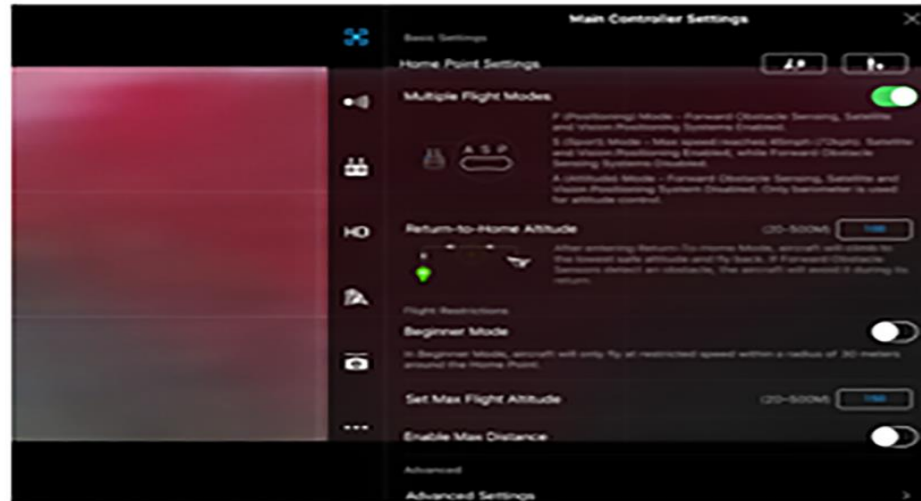 Main Controller Settings
Basic Settings
Home Point Settings
Multiple Flight Modes
P (Positioning) Mode - Forward Obstacle Sensing, Satellite
and Vision Positioning Systems Enabled.
S (Sport) Mode - Max speed reaches 45mph (72kph). Satellite
and Vision Positioning Enabled, while Forward Obstacle
Sensing Systems Disabled.
A S P
A (Attitude) Mode - Forward Obstacle Sensing, Satellite and
Vision Positioning System Disabled. Only barometer is used
for altitude control.
Return-to-Home Altitude (20-500M) 100
After entering Return-To-Home Mode, aircraft will climb to
the lowest safe altitude and fly back. If Forward Obstacle
Sensors detect an obstacle, the aircraft will avoid it during its
return.
Flight Restrictions
Beginner Mode
In Beginner Mode, aircraft will only fly at restricted speed within a radius of 30 meters
around the Home Point.
Set Max Flight Altitude (20-500M) 150
Enable Max Distance
Advanced
Advanced Settings
HD